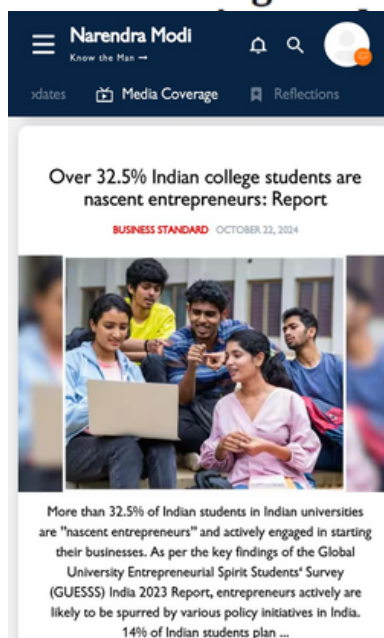 Narendra Modi
Know the Man →
Media Coverage
Reflections
Over 32.5% Indian college students are
nascent entrepreneurs: Report
BUSINESS STANDARD OCTOBER 22, 2024
More than 32.5% of Indian students in Indian universities
are "nascent entrepreneurs" and actively engaged in starting
their businesses. As per the key findings of the Global
University Entrepreneurial Spirit Students' Survey
(GUESSS) India 2023 Report, entrepreneurs actively are
likely to be spurred by various policy initiatives in India.
14% of Indian students plan ...